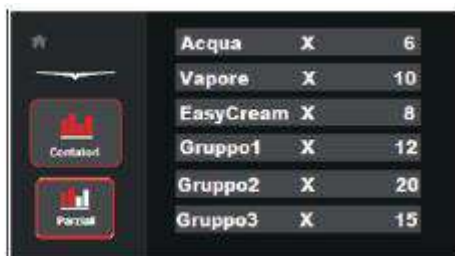 Acqua X 6
Vapore X 10
EasyCream X 8
Gruppo1 X 12
Gruppo2 X 20
Gruppo3 X 15
Contatori
Parziali